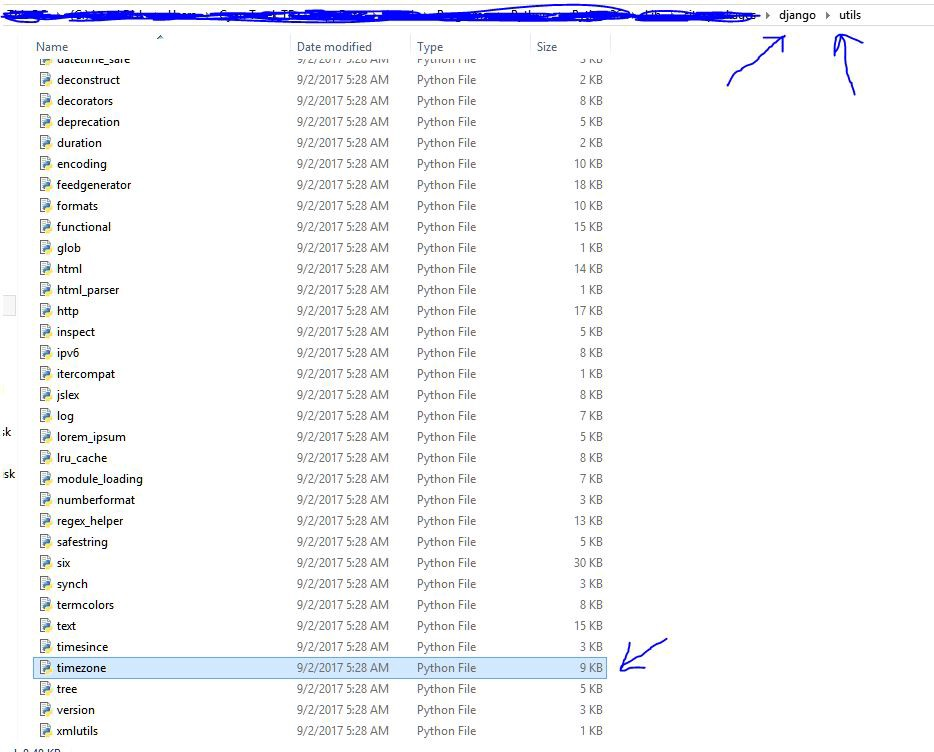 django utils
Name Date modified Type Size
datetime_safe 9/2/2017 5:28 AM Python File 3 KB
deconstruct 9/2/2017 5:28 AM Python File 2 KB
decorators 9/2/2017 5:28 AM Python File 8 KB
deprecation 9/2/2017 5:28 AM Python File 5 KB
duration 9/2/2017 5:28 AM Python File 2 KB
encoding 9/2/2017 5:28 AM Python File 10 KB
feedgenerator 9/2/2017 5:28 AM Python File 18 KB
formats 9/2/2017 5:28 AM Python File 10 KB
functional 9/2/2017 5:28 AM Python File 15 KB
glob 9/2/2017 5:28 AM Python File 1 KB
html 9/2/2017 5:28 AM Python File 14 KB
html_parser 9/2/2017 5:28 AM Python File 1 KB
http 9/2/2017 5:28 AM Python File 17 KB
inspect 9/2/2017 5:28 AM Python File 5 KB
ipv6 9/2/2017 5:28 AM Python File 8 KB
itercompat 9/2/2017 5:28 AM Python File 1 KB
jslex 9/2/2017 5:28 AM Python File 8 KB
log 9/2/2017 5:28 AM Python File 7 KB
sk lorem_ipsum 9/2/2017 5:28 AM Python File 5 KB
lru_cache 9/2/2017 5:28 AM Python File 8 KB
sk module_loading 9/2/2017 5:28 AM Python File 7 KB
numberformat 9/2/2017 5:28 AM Python File 3 KB
regex_helper 9/2/2017 5:28 AM Python File 13 KB
safestring 9/2/2017 5:28 AM Python File 5 KB
six 9/2/2017 5:28 AM Python File 30 KB
synch 9/2/2017 5:28 AM Python File 3 KB
termcolors 9/2/2017 5:28 AM Python File 8 KB
text 9/2/2017 5:28 AM Python File 15 KB
timesince 9/2/2017 5:28 AM Python File 3 KB
timezone 9/2/2017 5:28 AM Python File 9 KB
tree 9/2/2017 5:28 AM Python File 5 KB
version 9/2/2017 5:28 AM Python File 3 KB
xmlutils 9/2/2017 5:28 AM Python File 1 KB